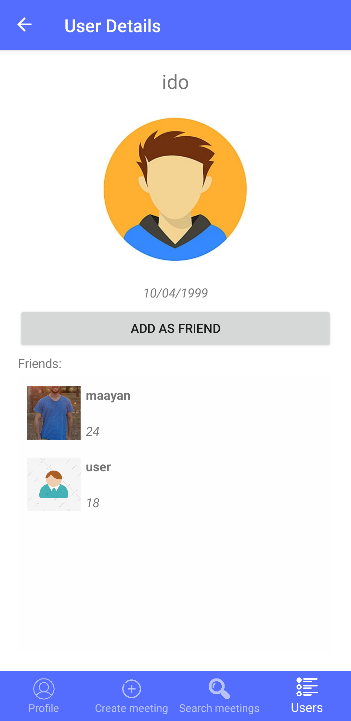 User Details
ido
10/04/1999
ADD AS FRIEND
Friends:
maayan
24
user
18
Profile
Create meeting
Search meetings
Users